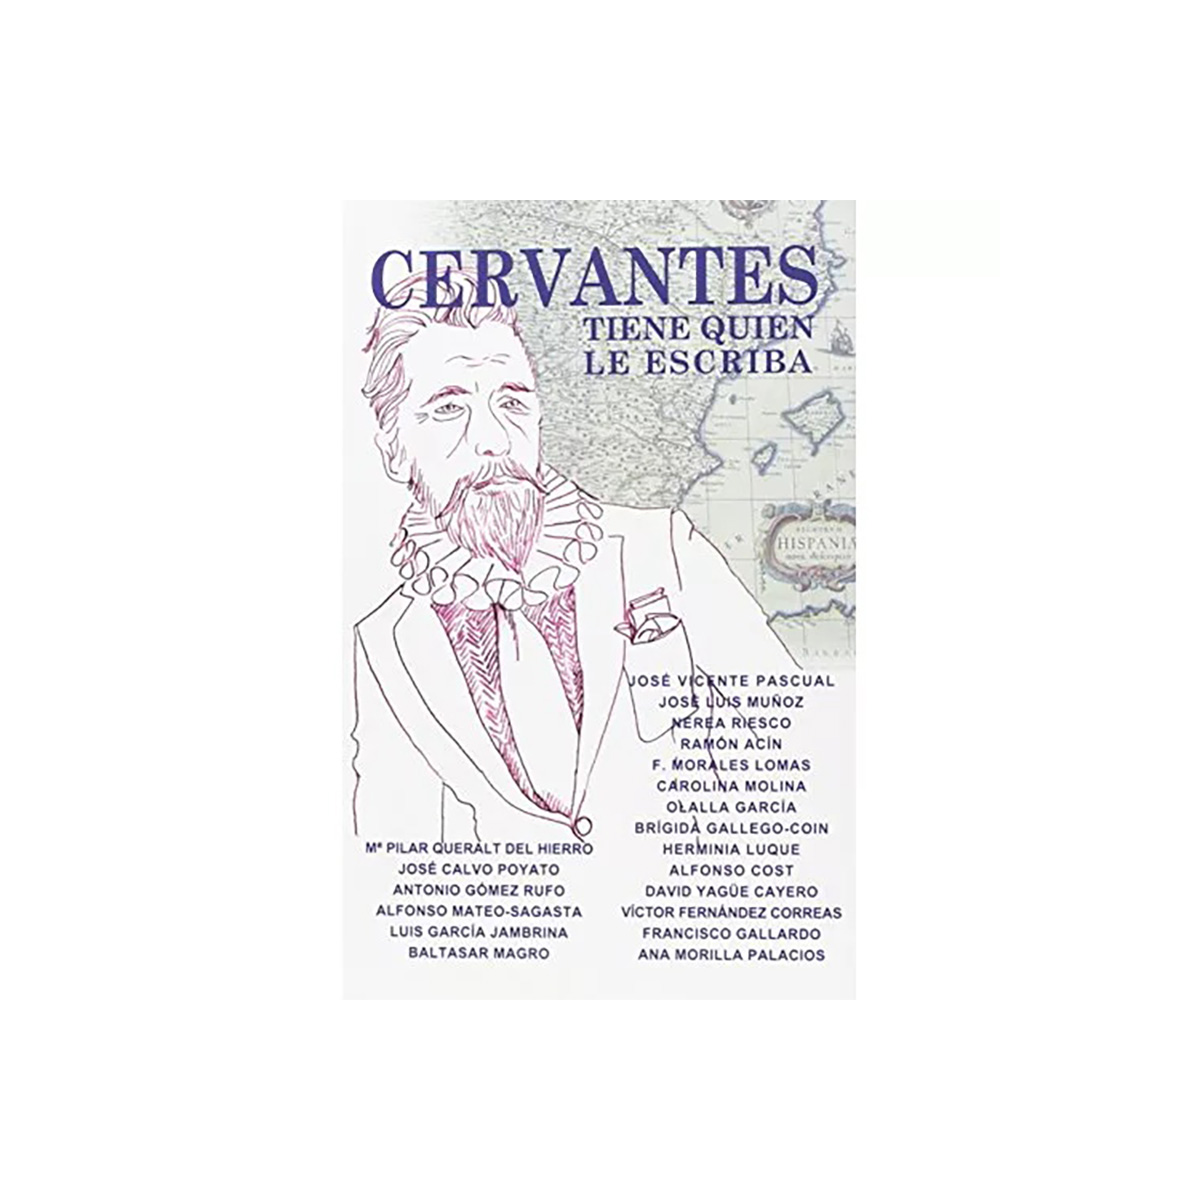 CERVANTES
TIENE QUIEN
LE ESCRIBA
HISPANIA
JOSÉ VICENTE PASCUAL
JOSÉ LUIS MUÑOZ
NEREA RIESCO
RAMÓN ACÍN
F. MORALES LOMAS
CAROLINA MOLINA
OLALLA GARCÍA
BRÍGIDA GALLEGO-COIN
HERMINIA LUQUE
ALFONSO COST
DAVID YAGÜE CAYERO
VÍCTOR FERNÁNDEZ CORREAS
FRANCISCO GALLARDO
ANA MORILLA PALACIOS
Mª PILAR QUERALT DEL HIERRO
JOSÉ CALVO POYATO
ANTONIO GÓMEZ RUFO
ALFONSO MATEO-SAGASTA
LUIS GARCÍA JAMBRINA
BALTASAR MAGRO